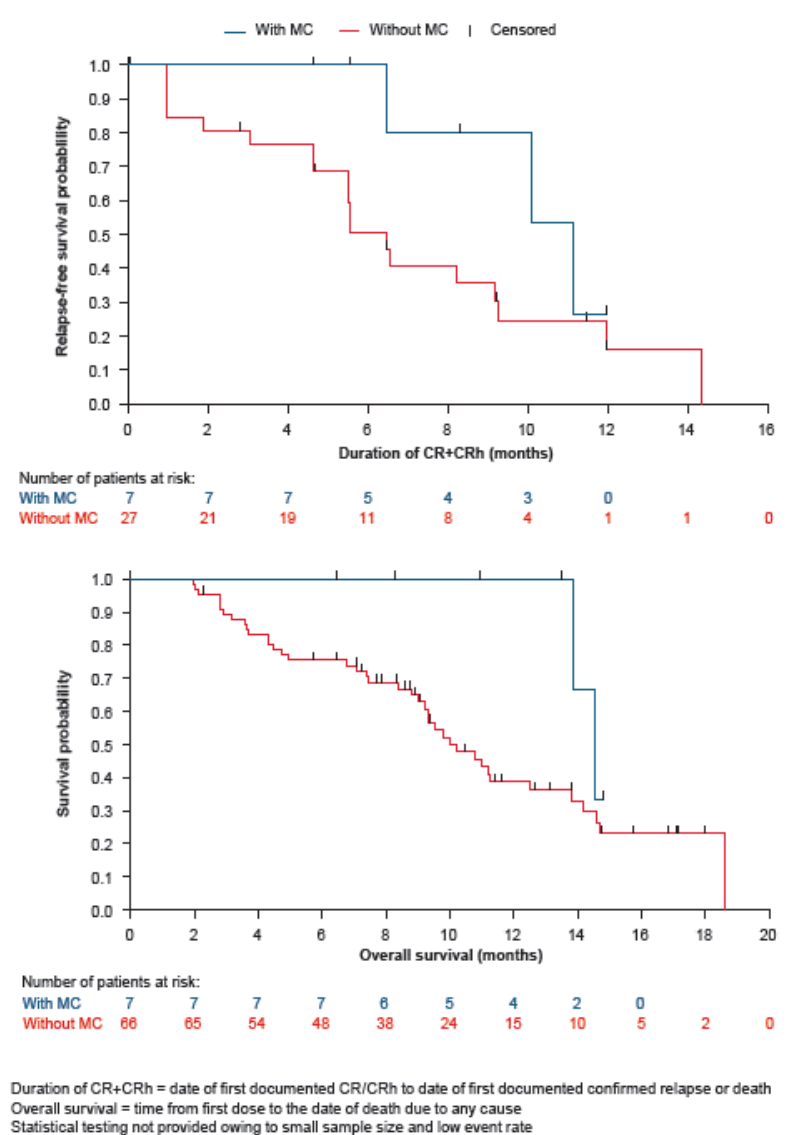 With MC Without MC Censored
Relapse-free survival probability
1.0
0.9
0.8
0.7
0.6
0.5
0.4
0.3
0.2
0.1
0.0
0 2 4 6 8 10 12 14 16
Duration of CR+CRh (months)
Number of patients at risk:
With MC 7 7 7 5 4 3 0
Without MC 27 21 19 11 8 4 1 1 0
Survival probability
1.0
0.9
0.8
0.7
0.6
0.5
0.4
0.3
0.2
0.1
0.0
0 2 4 6 8 10 12 14 16 18 20
Overall survival (months)
Number of patients at risk:
With MC 7 7 7 7 6 5 4 2 0
Without MC 66 65 54 48 38 24 15 10 5 2 0
Duration of CR+CRh = date of first documented CR/CRh to date of first documented confirmed relapse or death
Overall survival = time from first dose to the date of death due to any cause
Statistical testing not provided owing to small sample size and low event rate